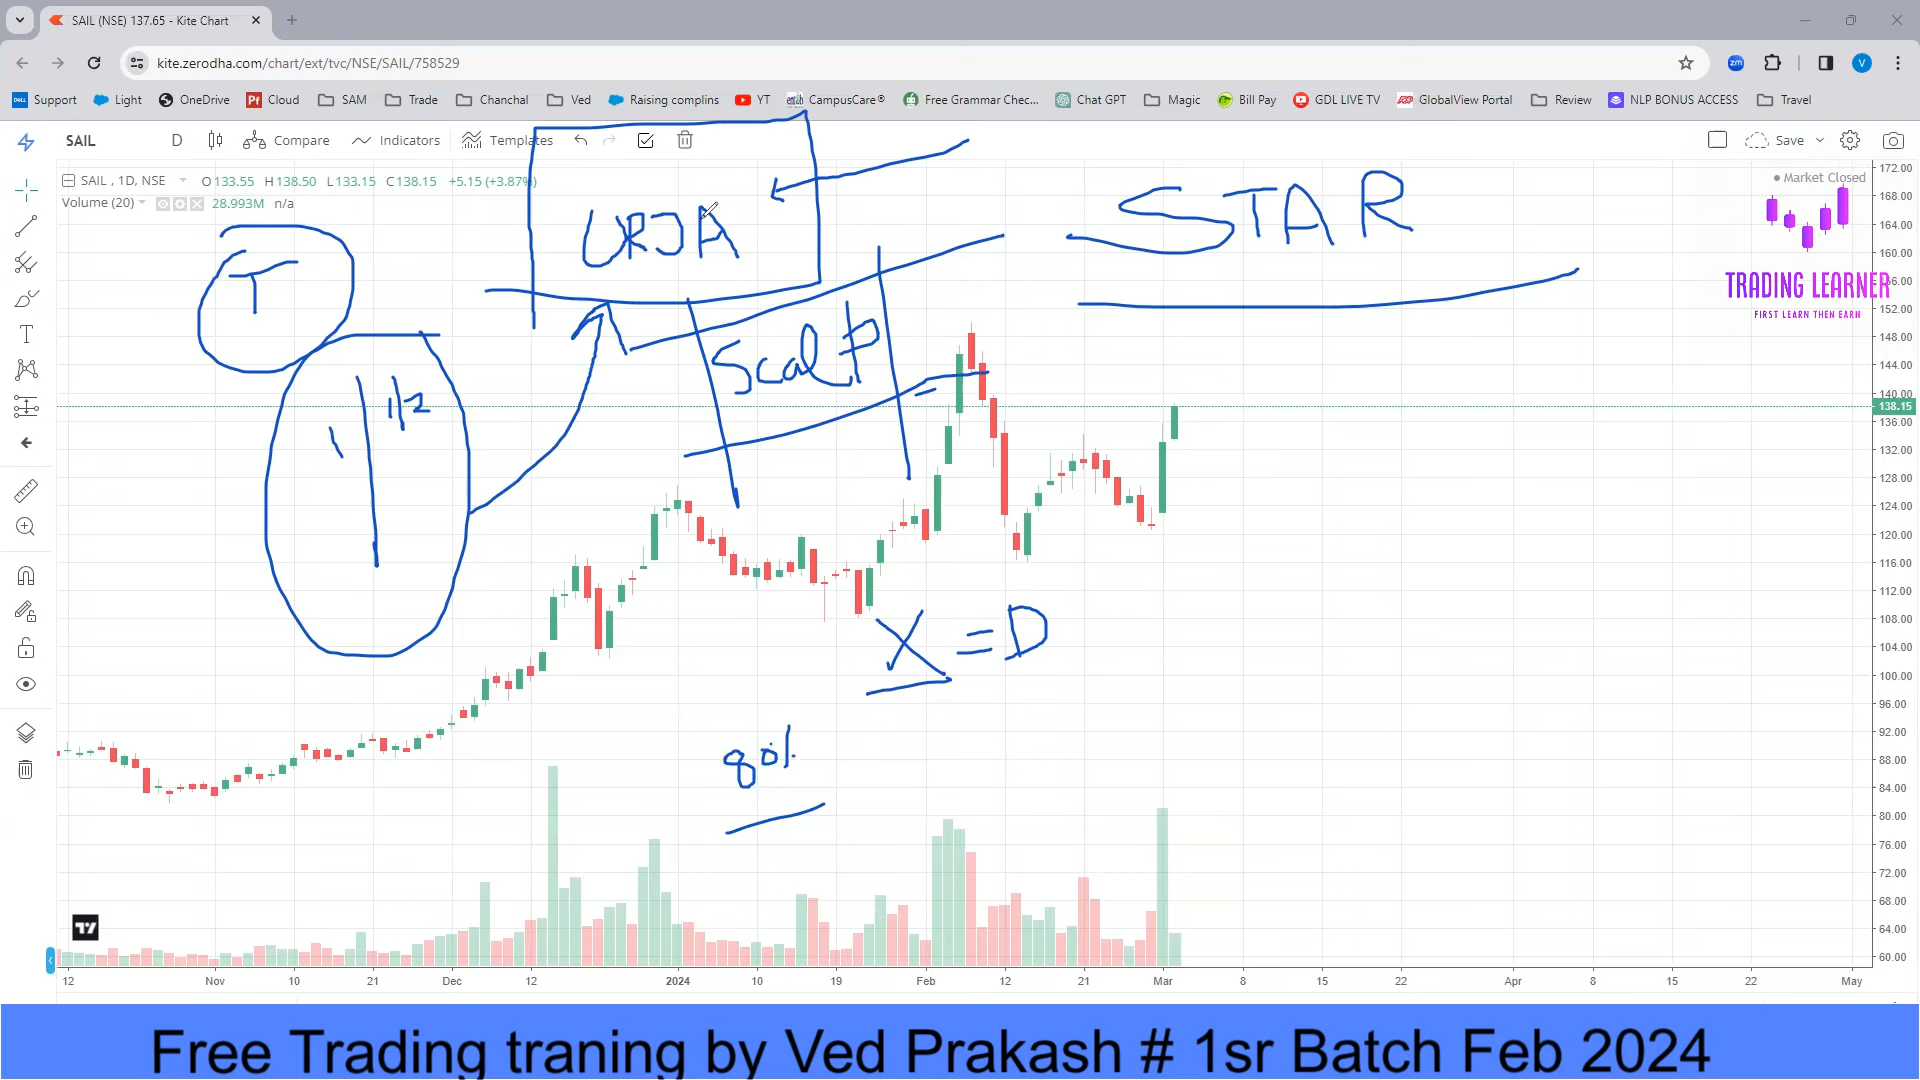 SAIL (NSE) 137.65 - Kite Chart
kite.zerodha.com/chart/ext/tvc/NSE/SAIL/758529
Support Light OneDrive Cloud SAM Trade Chanchal Ved Raising complins YT CampusCare® Free Grammar Chec... Chat GPT Magic Bill Pay GDL LIVE TV GlobalView Portal Review NLP BONUS ACCESS Travel
SAIL D Compare Indicators Templates Save
SAIL , 1D, NSE O133.55 H138.50 L133.15 C138.15 +5.15 (+3.87%)
Market Closed
Volume (20) 28.993M n/a
STAR
URJA
T
TRADING LEARNER
FIRST LEARN THEN EARN
Scalp
X = D
80%
172.00
168.00
164.00
160.00
156.00
152.00
148.00
144.00
140.00
138.15
136.00
132.00
128.00
124.00
120.00
116.00
112.00
108.00
104.00
100.00
96.00
92.00
88.00
84.00
80.00
76.00
72.00
68.00
64.00
60.00
12 Nov 10 21 Dec 12 2024 10 19 Feb 12 21 Mar 8 15 22 Apr 8 15 22 May
Free Trading traning by Ved Prakash # 1sr Batch Feb 2024